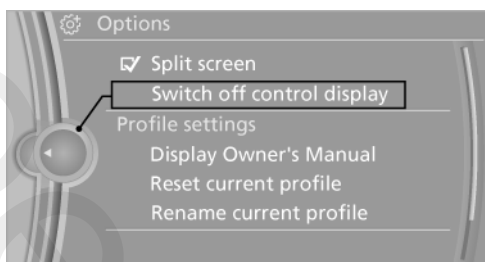 Options
Split screen
Switch off control display
Profile settings
Display Owner's Manual
Reset current profile
Rename current profile